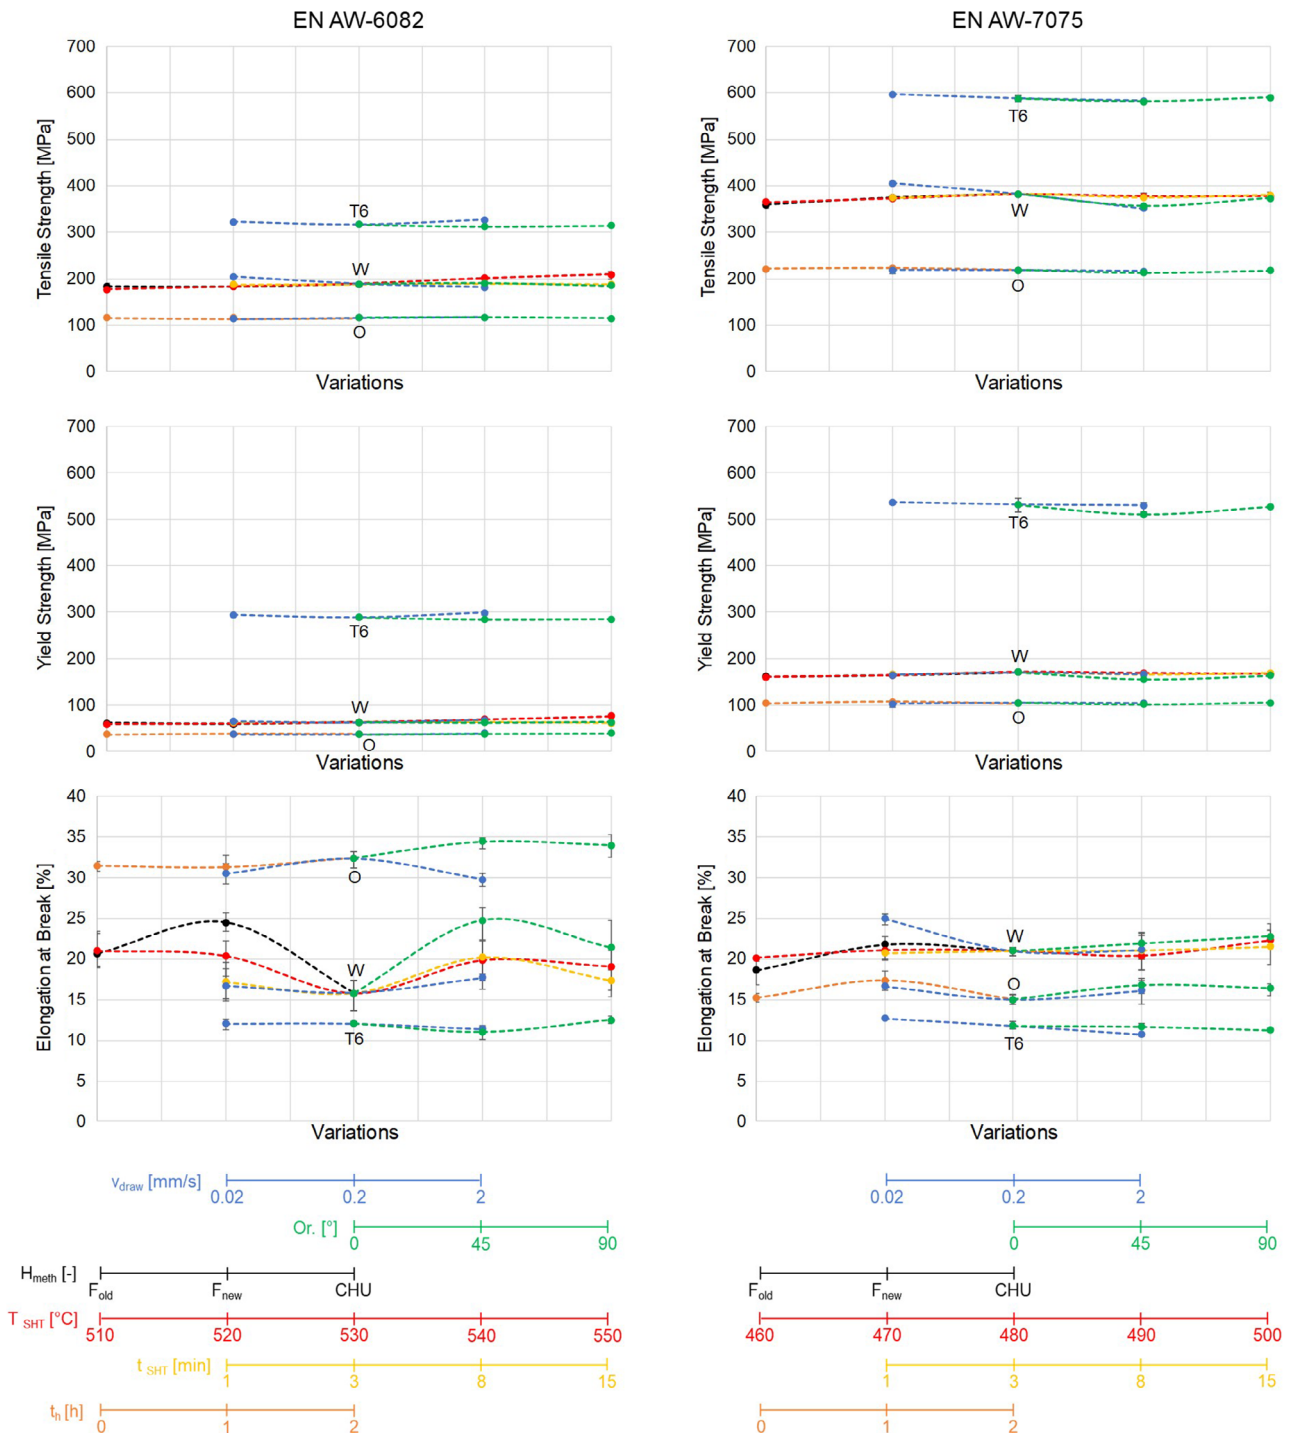 EN AW-6082
EN AW-7075
Tensile Strength [MPa]
700
600
500
400
300
200
100
0
T6
W
O
Variations
Tensile Strength [MPa]
700
600
500
400
300
200
100
0
T6
W
O
Variations
Yield Strength [MPa]
700
600
500
400
300
200
100
0
T6
W
O
Variations
Yield Strength [MPa]
700
600
500
400
300
200
100
0
T6
W
O
Variations
Elongation at Break [%]
40
35
30
25
20
15
10
5
0
O
W
T6
Variations
Elongation at Break [%]
40
35
30
25
20
15
10
5
0
W
O
T6
Variations
vdraw [mm/s]
0.02 0.2 2
0.02 0.2 2
Or. [°]
0 45 90
0 45 90
Hmeth [-]
Fold Fnew CHU
Fold Fnew CHU
T SHT [°C]
510 520 530 540 550
460 470 480 490 500
t SHT [min]
1 3 8 15
1 3 8 15
th [h]
0 1 2
0 1 2